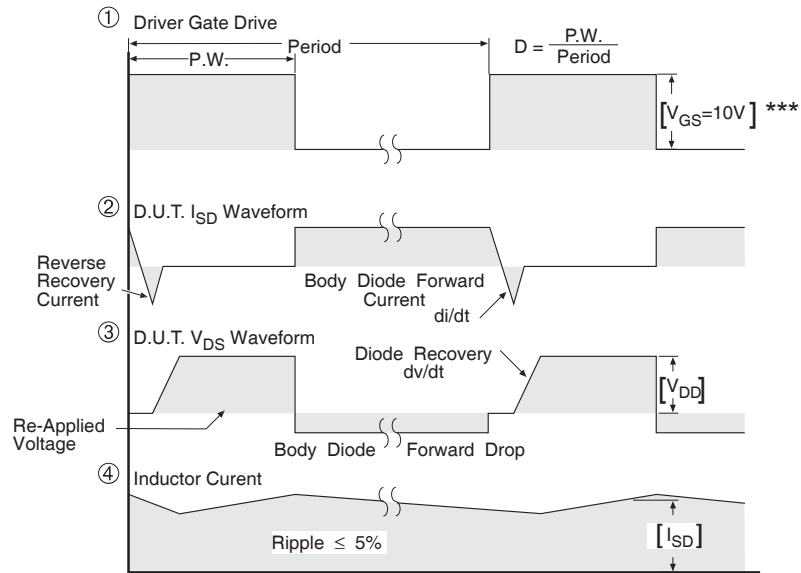 ① Driver Gate Drive
Period
P.W.
D = P.W. / Period
[V_GS=10V] ***
② D.U.T. I_SD Waveform
Reverse
Recovery
Current
Body Diode Forward
Current
di/dt
③ D.U.T. V_DS Waveform
Diode Recovery
dv/dt
[V_DD]
Re-Applied
Voltage
Body Diode Forward Drop
④ Inductor Curent
Ripple ≤ 5%
[I_SD]